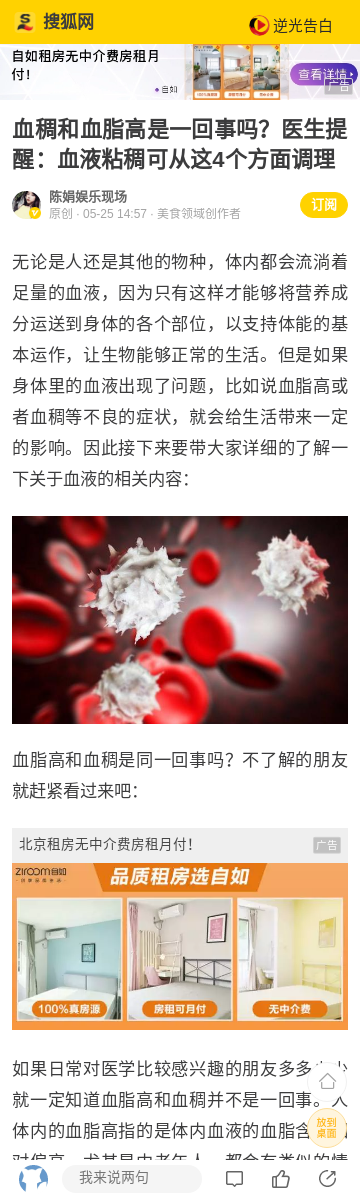 搜狐网
逆光告白
自如租房无中介费房租月
付！
自如
查看详情
广告
血稠和血脂高是一回事吗？医生提
醒：血液粘稠可从这4个方面调理
陈娟娱乐现场
原创 · 05-25 14:57 · 美食领域创作者
订阅
无论是人还是其他的物种，体内都会流淌着
足量的血液，因为只有这样才能够将营养成
分运送到身体的各个部位，以支持体能的基
本运作，让生物能够正常的生活。但是如果
身体里的血液出现了问题，比如说血脂高或
者血稠等不良的症状，就会给生活带来一定
的影响。因此接下来要带大家详细的了解一
下关于血液的相关内容：
血脂高和血稠是同一回事吗？不了解的朋友
就赶紧看过来吧：
北京租房无中介费房租月付！
广告
ZIROOM自如
品质租房选自如
100%真房源
房租可月付
无中介费
如果日常对医学比较感兴趣的朋友多多少少
就一定知道血脂高和血稠并不是一回事。人
体内的血脂高指的是体内血液的血脂含
放到
桌面
我来说两句